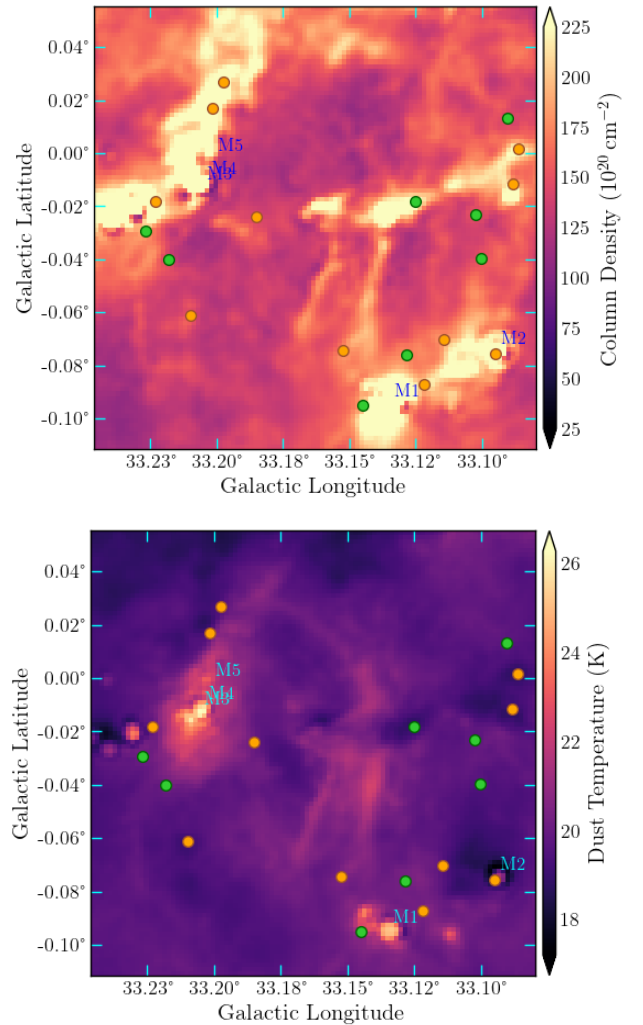 0.04°
0.02°
0.00°
-0.02°
-0.04°
-0.06°
-0.08°
-0.10°
Galactic Latitude
M5
M4
M3
M2
M1
33.23° 33.20° 33.18° 33.15° 33.12° 33.10°
Galactic Longitude
225
200
175
150
125
100
75
50
25
Column Density (10²⁰ cm⁻²)
0.04°
0.02°
0.00°
-0.02°
-0.04°
-0.06°
-0.08°
-0.10°
Galactic Latitude
M5
M4
M3
M2
M1
33.23° 33.20° 33.18° 33.15° 33.12° 33.10°
Galactic Longitude
26
24
22
20
18
Dust Temperature (K)